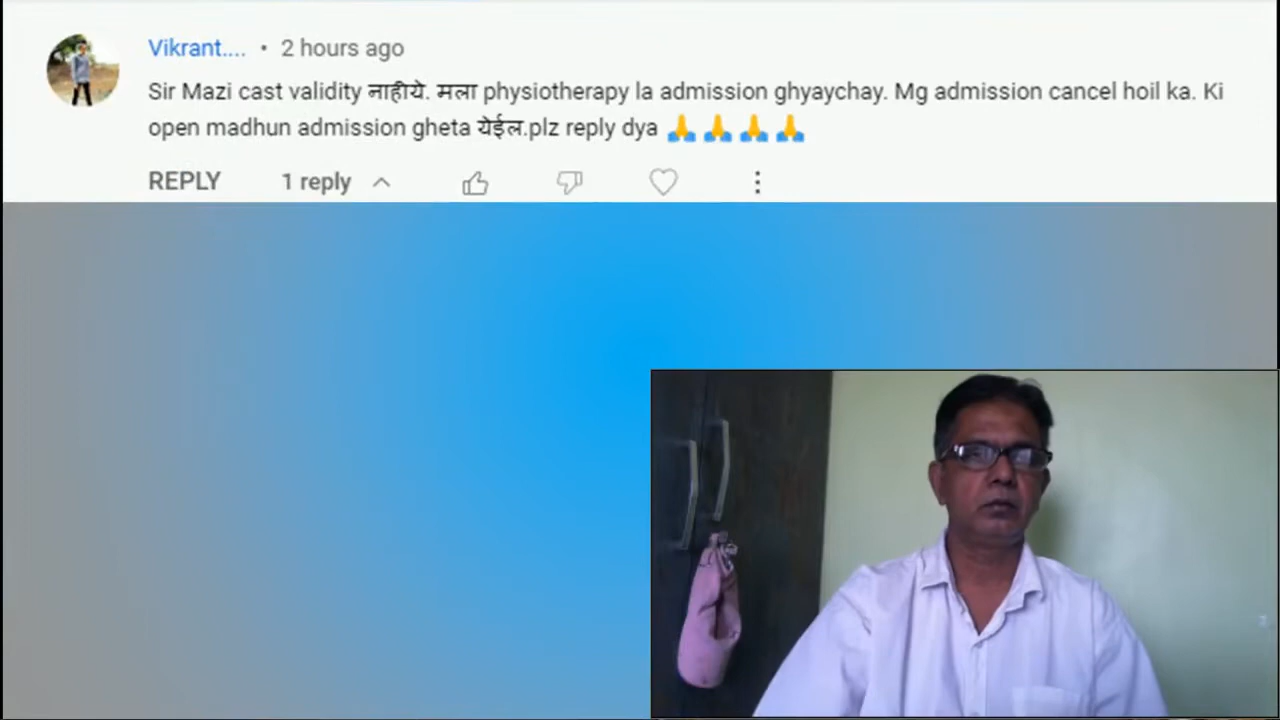 Vikrant.... • 2 hours ago
Sir Mazi cast validity नाहीये. मला physiotherapy la admission ghyaychay. Mg admission cancel hoil ka. Ki
open madhun admission gheta येईल.plz reply dya 🙏🙏🙏🙏
REPLY 1 reply